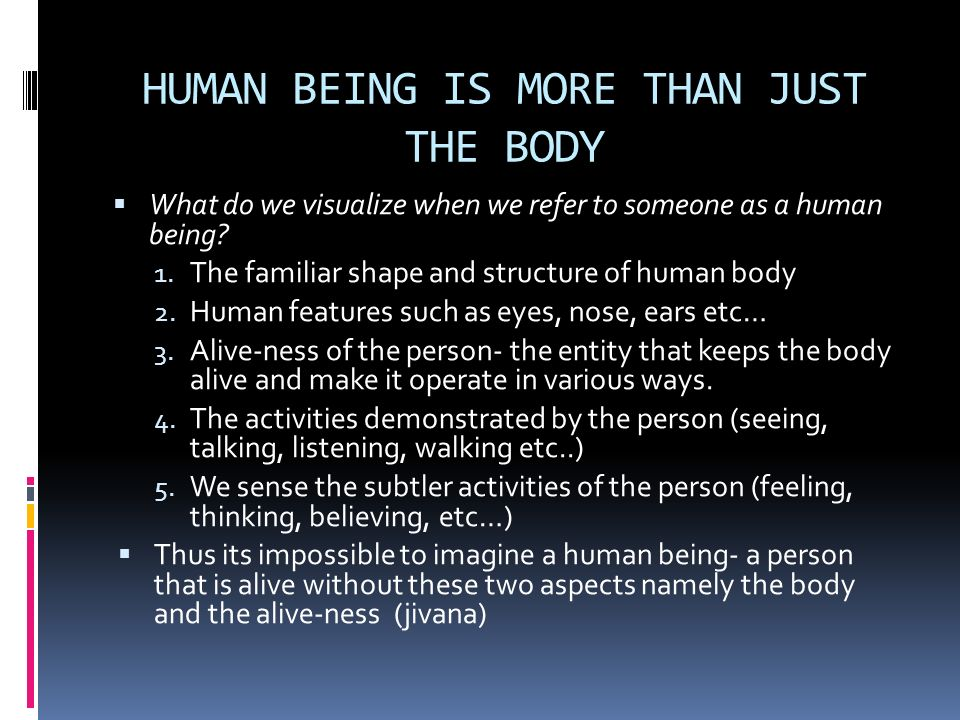 HUMAN BEING IS MORE THAN JUST
THE BODY
▪ What do we visualize when we refer to someone as a human
being?
1. The familiar shape and structure of human body
2. Human features such as eyes, nose, ears etc...
3. Alive-ness of the person- the entity that keeps the body
alive and make it operate in various ways.
4. The activities demonstrated by the person (seeing,
talking, listening, walking etc..)
5. We sense the subtler activities of the person (feeling,
thinking, believing, etc...)
▪ Thus its impossible to imagine a human being- a person
that is alive without these two aspects namely the body
and the alive-ness (jivana)